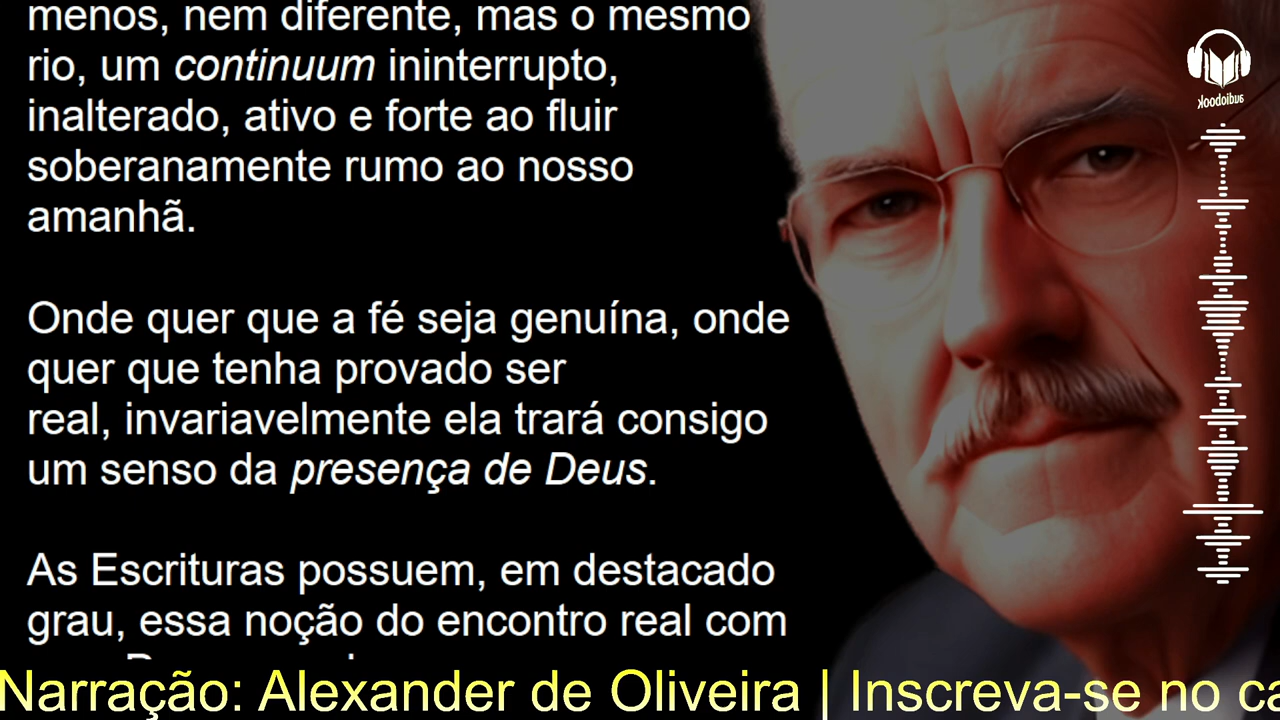 menos, nem diferente, mas o mesmo
rio, um continuum ininterrupto,
inalterado, ativo e forte ao fluir
soberanamente rumo ao nosso
amanhã.
Onde quer que a fé seja genuína, onde
quer que tenha provado ser
real, invariavelmente ela trará consigo
um senso da presença de Deus.
As Escrituras possuem, em destacado
grau, essa noção do encontro real com
audiobook
Narração: Alexander de Oliveira | Inscreva-se no ca